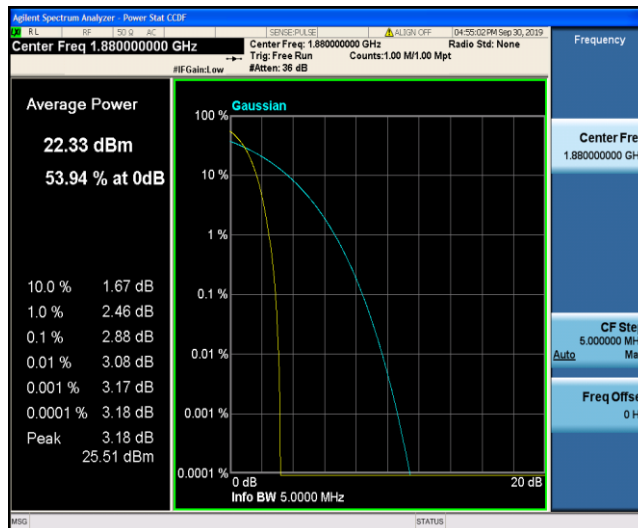 Agilent Spectrum Analyzer - Power Stat CCDF
RL RF 50 Ω AC SENSE:PULSE ALIGN OFF 04:55:02PM Sep 30, 2019
Center Freq 1.880000000 GHz
Center Freq: 1.880000000 GHz Radio Std: None
Trig: Free Run Counts:1.00 M/1.00 Mpt
#IFGain:Low #Atten: 36 dB
Frequency
Average Power
22.33 dBm
53.94 % at 0dB
10.0 % 1.67 dB
1.0 % 2.46 dB
0.1 % 2.88 dB
0.01 % 3.08 dB
0.001 % 3.17 dB
0.0001 % 3.18 dB
Peak 3.18 dB
25.51 dBm
Gaussian
100 %
10 %
1 %
0.1 %
0.01 %
0.001 %
0.0001 %
0 dB 20 dB
Info BW 5.0000 MHz
Center Fre
1.880000000 GH
CF Ste
5.000000 MH
Auto Ma
Freq Offse
0 H
MSG STATUS